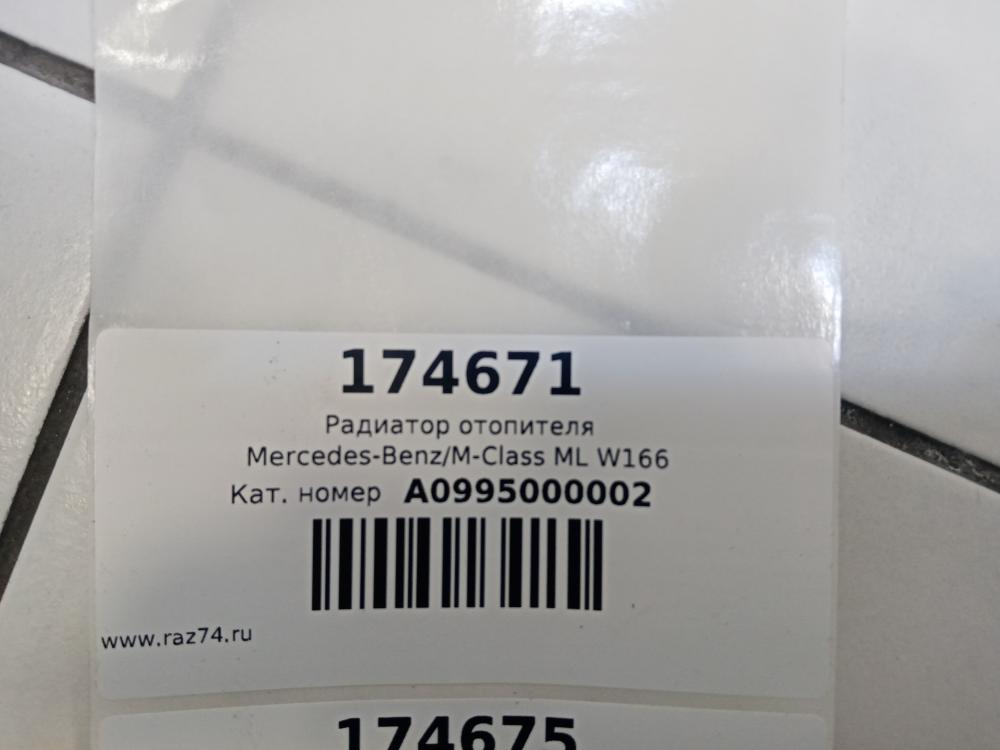 174671
Радиатор отопителя
Mercedes-Benz/M-Class ML W166
Кат. номер A0995000002
www.raz74.ru
174675